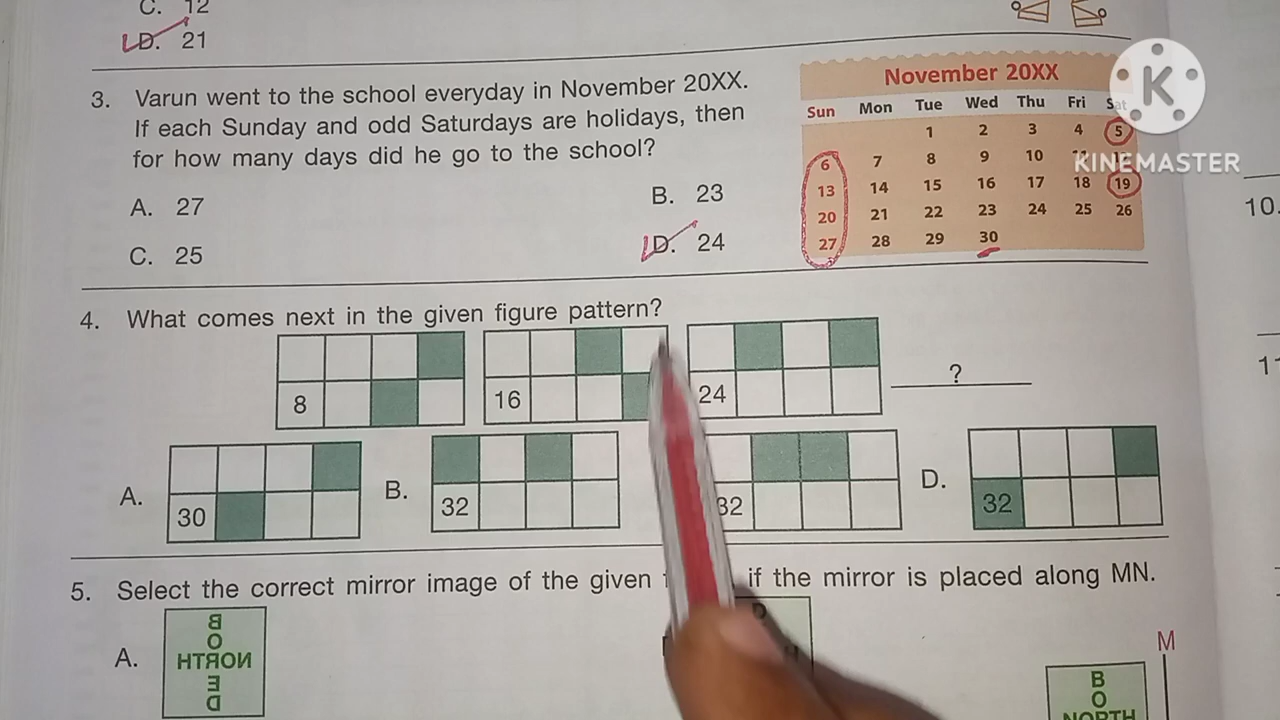 C. 12
D. 21
3. Varun went to the school everyday in November 20XX.
If each Sunday and odd Saturdays are holidays, then
for how many days did he go to the school?
A. 27
B. 23
C. 25
D. 24
November 20XX
Sun Mon Tue Wed Thu Fri Sat
1 2 3 4 5
6 7 8 9 10
13 14 15 16 17 18 19
20 21 22 23 24 25 26
27 28 29 30
KINEMASTER
10.
4. What comes next in the given figure pattern?
8
16
24
?
A. 30
B. 32
32
D. 32
5. Select the correct mirror image of the given if the mirror is placed along MN.
A.
B
O
NORTH
E
D
D
M
B
O
NORTH